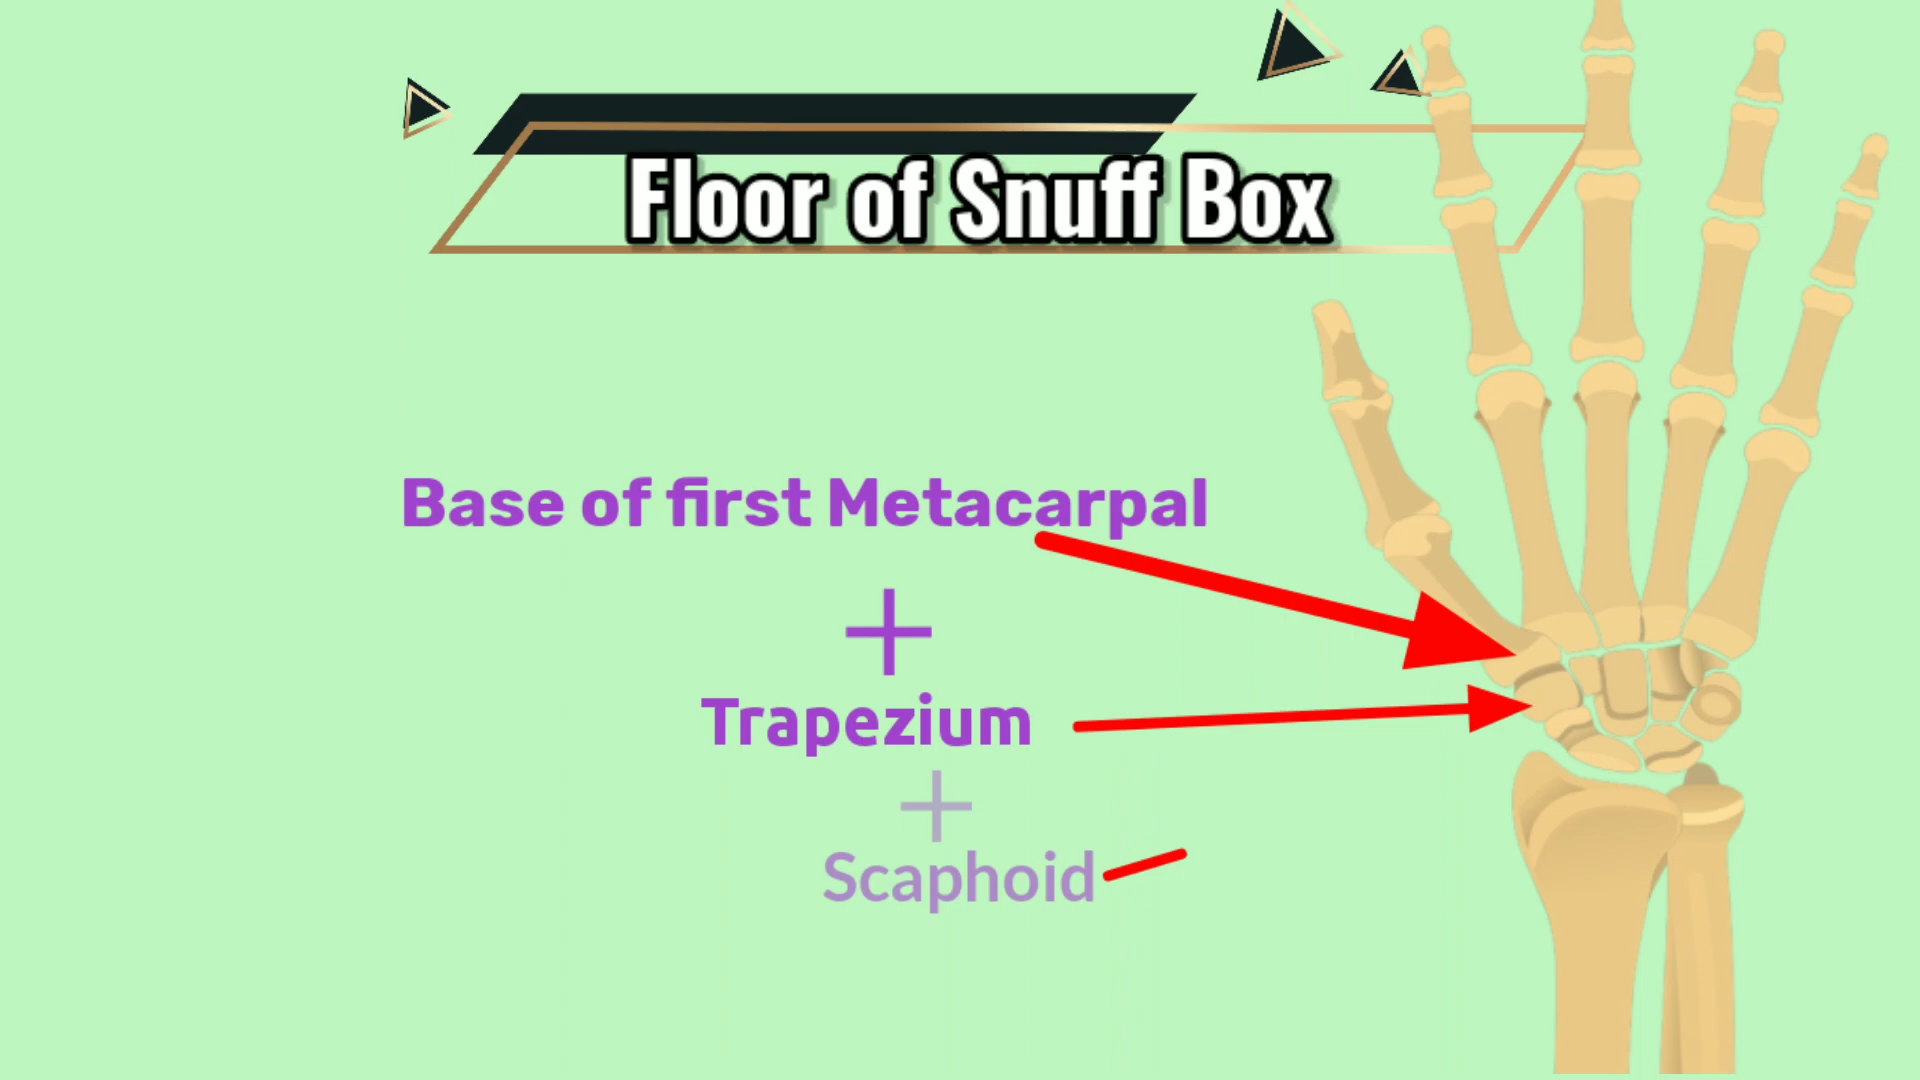 Floor of Snuff Box
Base of first Metacarpal
+
Trapezium
+
Scaphoid